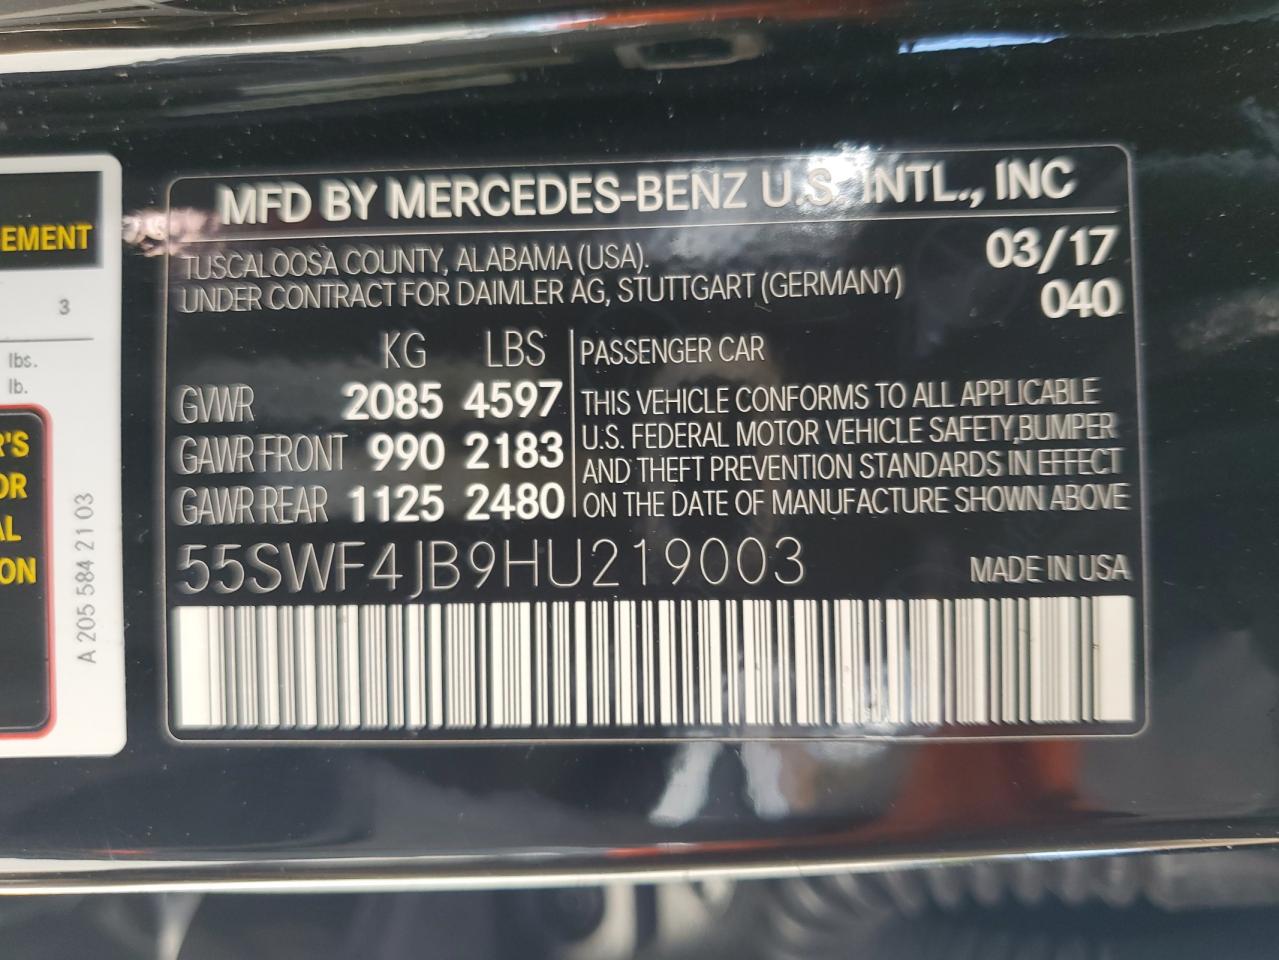 EMENT
3
lbs.
lb.
R'S
OR
AL
ON
A 205 584 21 03
MFD BY MERCEDES-BENZ U.S. INTL., INC
TUSCALOOSA COUNTY, ALABAMA (USA).
UNDER CONTRACT FOR DAIMLER AG, STUTTGART (GERMANY)
03/17
040
KG LBS
GVWR 2085 4597
GAWR FRONT 990 2183
GAWR REAR 1125 2480
PASSENGER CAR
THIS VEHICLE CONFORMS TO ALL APPLICABLE
U.S. FEDERAL MOTOR VEHICLE SAFETY,BUMPER
AND THEFT PREVENTION STANDARDS IN EFFECT
ON THE DATE OF MANUFACTURE SHOWN ABOVE
55SWF4JB9HU219003
MADE IN USA